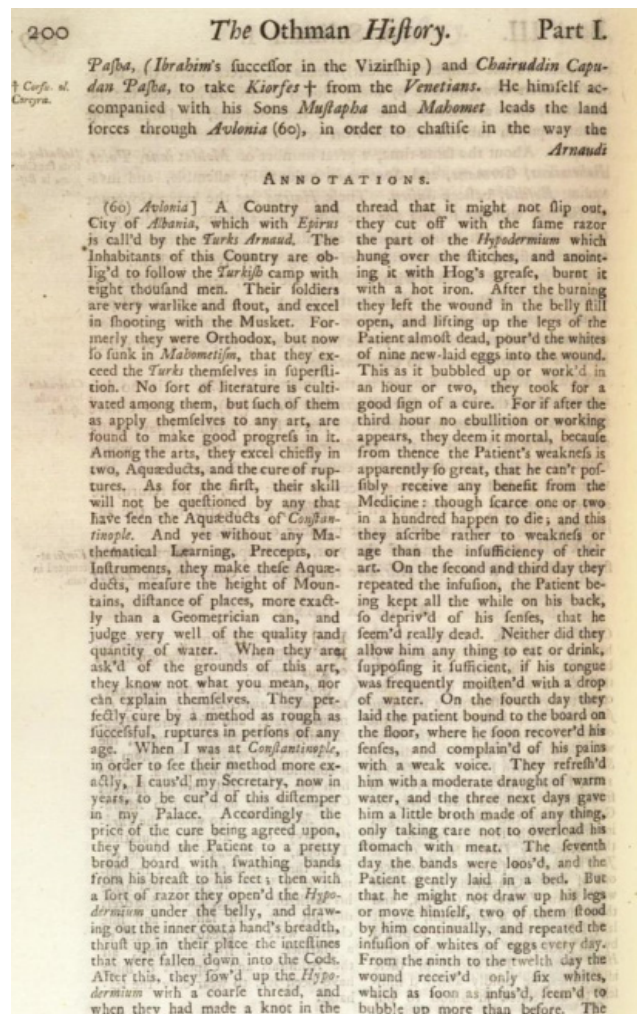 200 The Othman Hiſtory. Part I.
Paſha, (Ibrahim's ſucceſſor in the Vizirſhip) and Chairuddin Capu-
dan Paſha, to take Kiorfes † from the Venetians. He himſelf ac-
companied with his Sons Muſtapha and Mahomet leads the land
forces through Avlonia (60), in order to chaſtiſe in the way the
Arnaudi
† Corfu. ol.
Corcyra.
ANNOTATIONS.
(60) Avlonia] A Country and
City of Albania, which with Epirus
is call'd by the Turks Arnaud. The
Inhabitants of this Country are ob-
lig'd to follow the Turkiſh camp with
eight thouſand men. Their ſoldiers
are very warlike and ſtout, and excel
in ſhooting with the Musket. For-
merly they were Orthodox, but now
ſo funk in Mahometiſm, that they ex-
ceed the Turks themſelves in ſuperſti-
tion. No ſort of literature is culti-
vated among them, but ſuch of them
as apply themſelves to any art, are
found to make good progreſs in it.
Among the arts, they excel chiefly in
two, Aquæducts, and the cure of rup-
tures. As for the firſt, their skill
will not be queſtioned by any that
have ſeen the Aquæducts of Conſtan-
tinople. And yet without any Ma-
thematical Learning, Precepts, or
Inſtruments, they make theſe Aquæ-
ducts, meaſure the height of Moun-
tains, diſtance of places, more exact-
ly than a Geometrician can, and
judge very well of the quality and
quantity of water. When they are
ask'd of the grounds of this art,
they know not what you mean, nor
can explain themſelves. They per-
fectly cure by a method as rough as
ſucceſsful, ruptures in perſons of any
age. When I was at Conſtantinople,
in order to ſee their method more ex-
actly, I caus'd my Secretary, now in
years, to be cur'd of this diſtemper
in my Palace. Accordingly the
price of the cure being agreed upon,
they bound the Patient to a pretty
broad board with ſwathing bands
from his breaſt to his feet; then with
a ſort of razor they open'd the Hypo-
dermium under the belly, and draw-
ing out the inner coat a hand's breadth,
thruſt up in their place the inteſtines
that were fallen down into the Cods.
After this, they ſow'd up the Hypo-
dermium with a coarſe thread, and
when they had made a knot in the
thread that it might not ſlip out,
they cut off with the ſame razor
the part of the Hypodermium which
hung over the ſtitches, and anoint-
ing it with Hog's greaſe, burnt it
with a hot iron. After the burning
they left the wound in the belly ſtill
open, and lifting up the legs of the
Patient almoſt dead, pour'd the whites
of nine new-laid eggs into the wound.
This as it bubbled up or work'd in
an hour or two, they took for a
good ſign of a cure. For if after the
third hour no ebullition or working
appears, they deem it mortal, becauſe
from thence the Patient's weakneſs is
apparently ſo great, that he can't poſ-
ſibly receive any benefit from the
Medicine: though ſcarce one or two
in a hundred happen to die; and this
they aſcribe rather to weakneſs or
age than the inſufficiency of their
art. On the ſecond and third day they
repeated the infuſion, the Patient be-
ing kept all the while on his back,
ſo depriv'd of his ſenſes, that he
ſeem'd really dead. Neither did they
allow him any thing to eat or drink,
ſuppoſing it ſufficient, if his tongue
was frequently moiſten'd with a drop
of water. On the fourth day they
laid the patient bound to the board on
the floor, where he ſoon recover'd his
ſenſes, and complain'd of his pains
with a weak voice. They refreſh'd
him with a moderate draught of warm
water, and the three next days gave
him a little broth made of any thing,
only taking care not to overload his
ſtomach with meat. The ſeventh
day the bands were loos'd, and the
Patient gently laid in a bed. But
that he might not draw up his legs
or move himſelf, two of them ſtood
by him continually, and repeated the
infuſion of whites of eggs every day.
From the ninth to the twelfth day the
wound receiv'd only ſix whites,
which as ſoon as infus'd, ſeem'd to
bubble up more than before. The